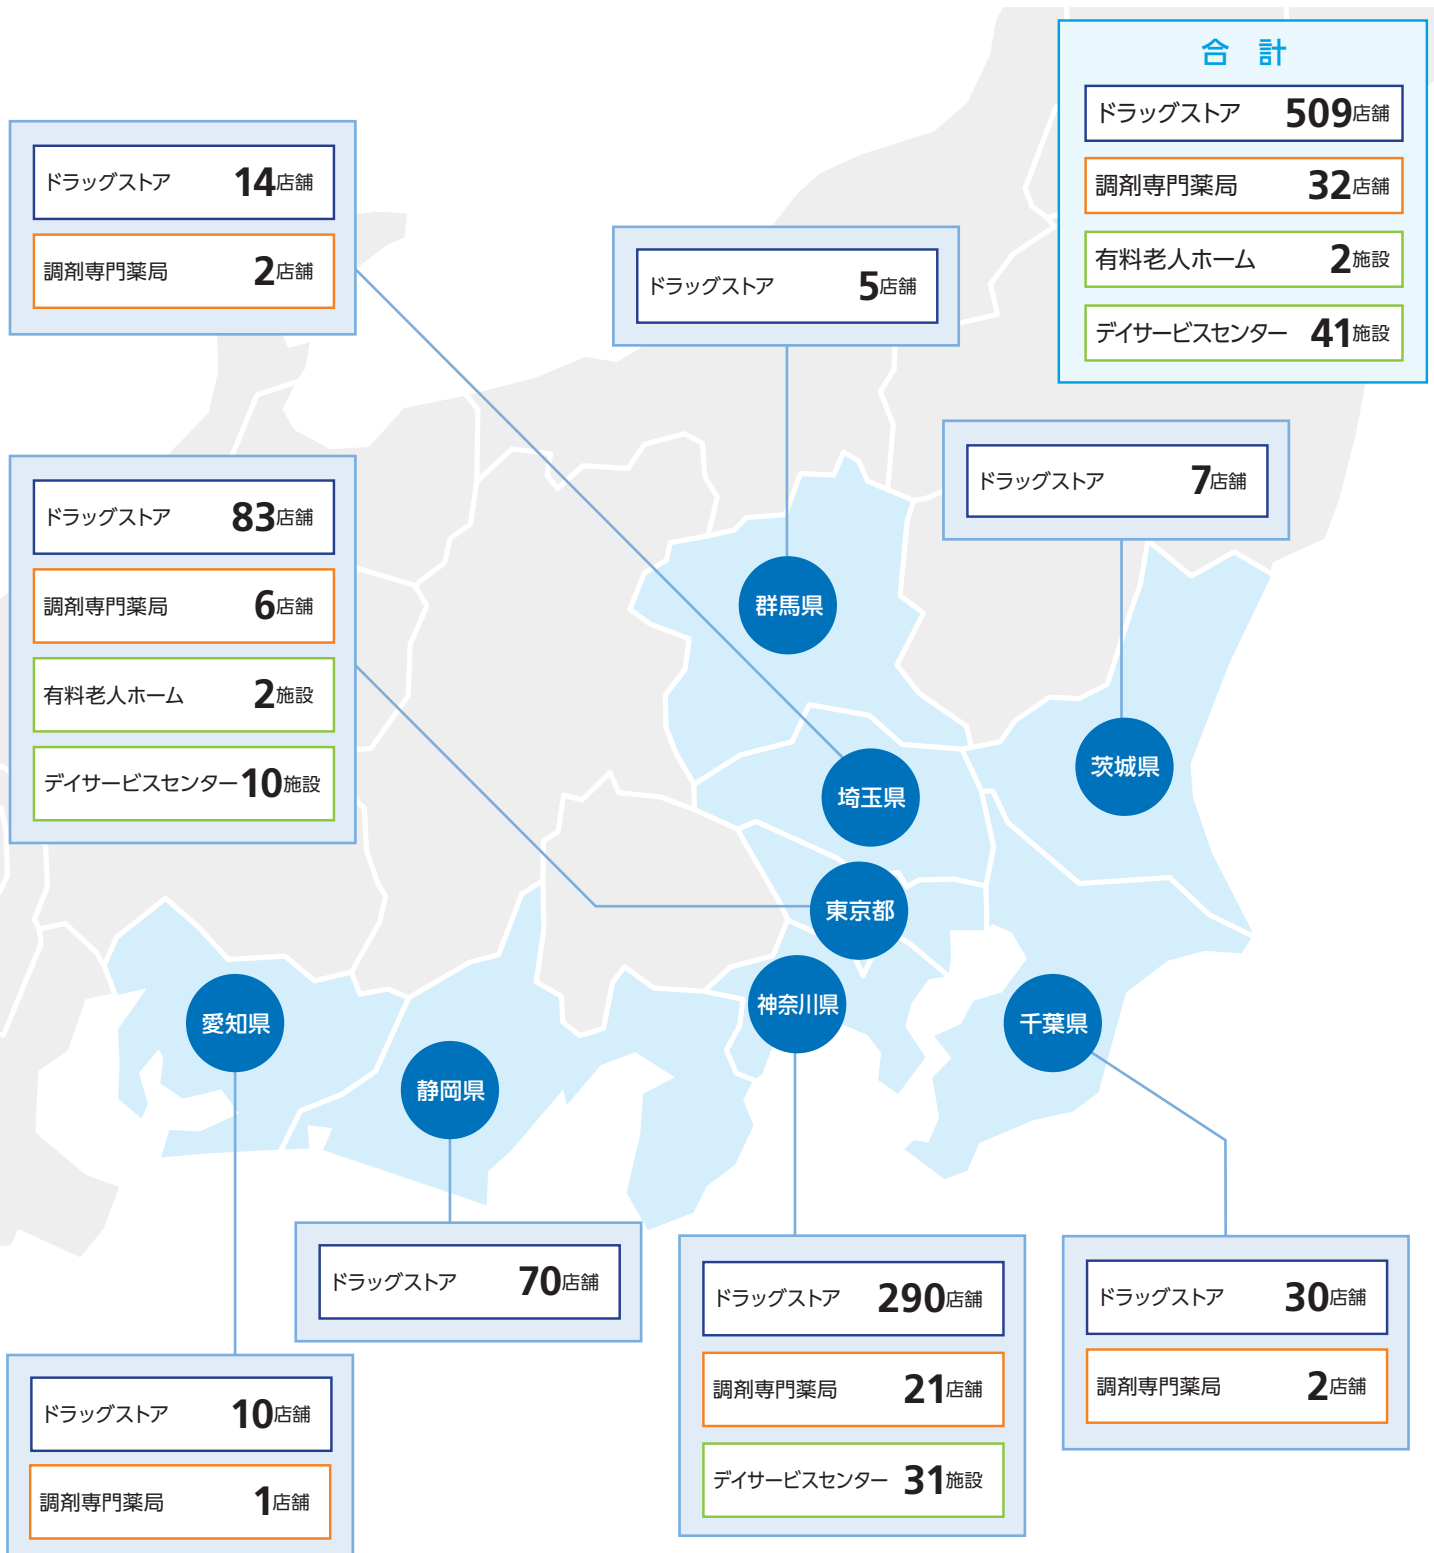 合 計
ドラッグストア 509店舗
調剤専門薬局 32店舗
有料老人ホーム 2施設
デイサービスセンター 41施設
ドラッグストア 14店舗
調剤専門薬局 2店舗
ドラッグストア 5店舗
ドラッグストア 7店舗
ドラッグストア 83店舗
調剤専門薬局 6店舗
有料老人ホーム 2施設
デイサービスセンター 10施設
群馬県
茨城県
埼玉県
東京都
神奈川県
千葉県
愛知県
静岡県
ドラッグストア 70店舗
ドラッグストア 290店舗
調剤専門薬局 21店舗
デイサービスセンター 31施設
ドラッグストア 30店舗
調剤専門薬局 2店舗
ドラッグストア 10店舗
調剤専門薬局 1店舗